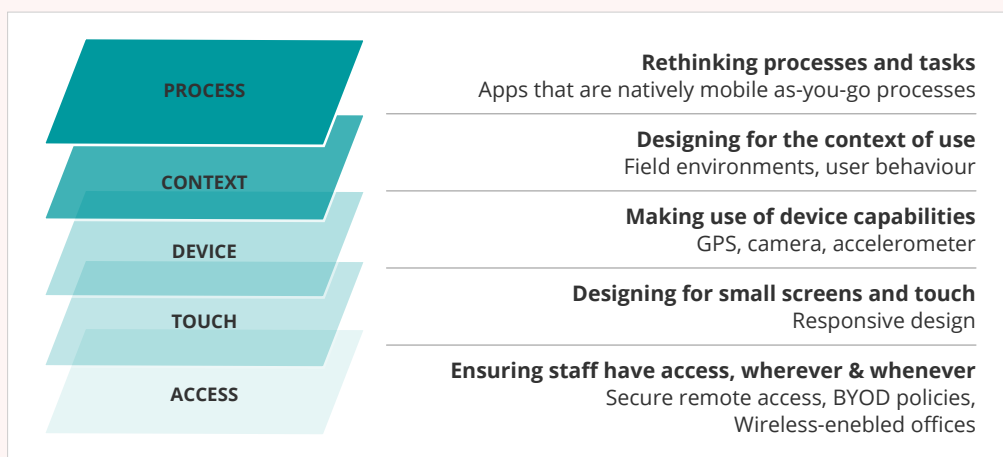 PROCESS
Rethinking processes and tasks
Apps that are natively mobile as-you-go processes
CONTEXT
Designing for the context of use
Field environments, user behaviour
DEVICE
Making use of device capabilities
GPS, camera, accelerometer
TOUCH
Designing for small screens and touch
Responsive design
ACCESS
Ensuring staff have access, wherever & whenever
Secure remote access, BYOD policies,
Wireless-enebled offices